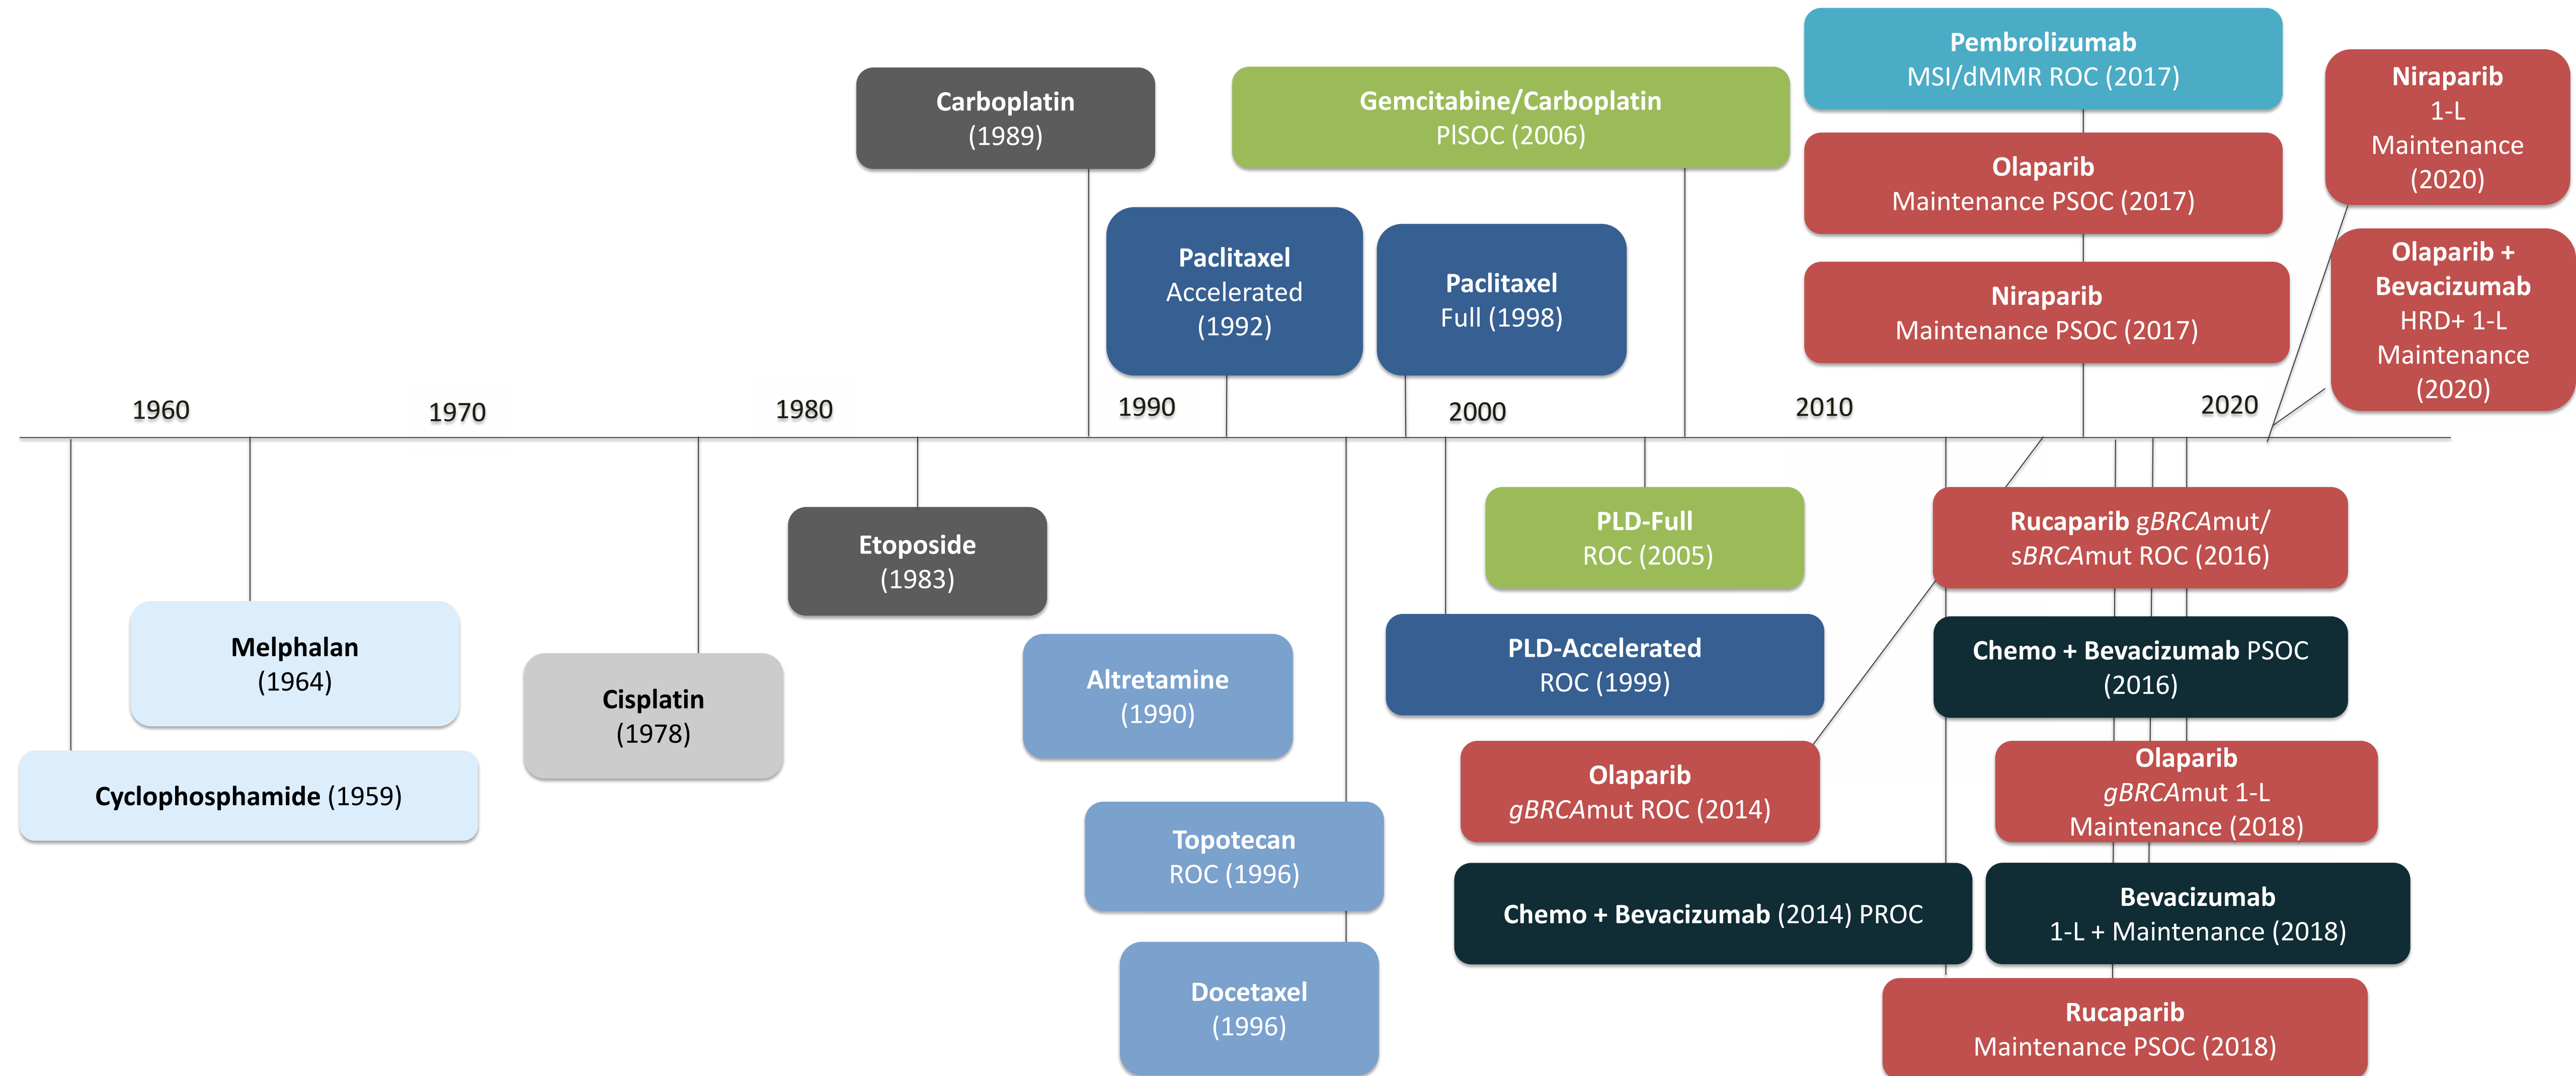 Pembrolizumab
MSI/dMMR ROC (2017)
Niraparib
1-L
Maintenance
(2020)
Carboplatin
(1989)
Gemcitabine/Carboplatin
PlSOC (2006)
Olaparib
Maintenance PSOC (2017)
Paclitaxel
Accelerated
(1992)
Paclitaxel
Full (1998)
Niraparib
Maintenance PSOC (2017)
Olaparib +
Bevacizumab
HRD+ 1-L
Maintenance
(2020)
1960
1970
1980
1990
2000
2010
2020
Etoposide
(1983)
PLD-Full
ROC (2005)
Rucaparib gBRCAmut/
sBRCAmut ROC (2016)
Melphalan
(1964)
Cisplatin
(1978)
Altretamine
(1990)
PLD-Accelerated
ROC (1999)
Chemo + Bevacizumab PSOC
(2016)
Cyclophosphamide (1959)
Olaparib
gBRCAmut ROC (2014)
Olaparib
gBRCAmut 1-L
Maintenance (2018)
Topotecan
ROC (1996)
Chemo + Bevacizumab (2014) PROC
Bevacizumab
1-L + Maintenance (2018)
Docetaxel
(1996)
Rucaparib
Maintenance PSOC (2018)